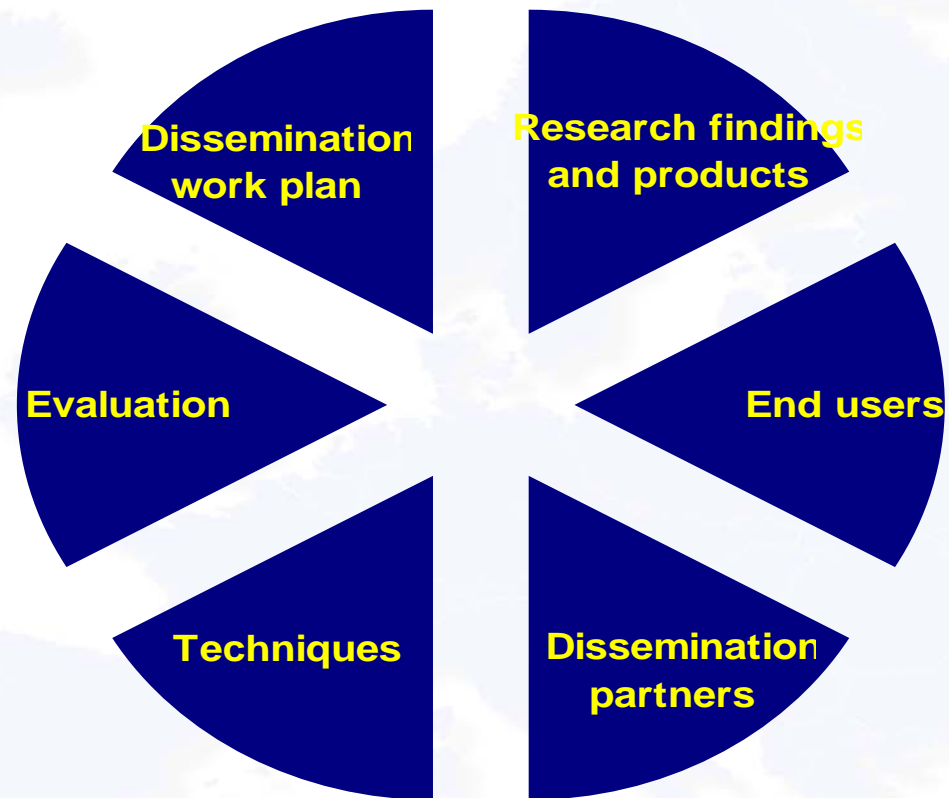 Dissemination
work plan
Research findings
and products
Evaluation
End users
Techniques
Dissemination
partners